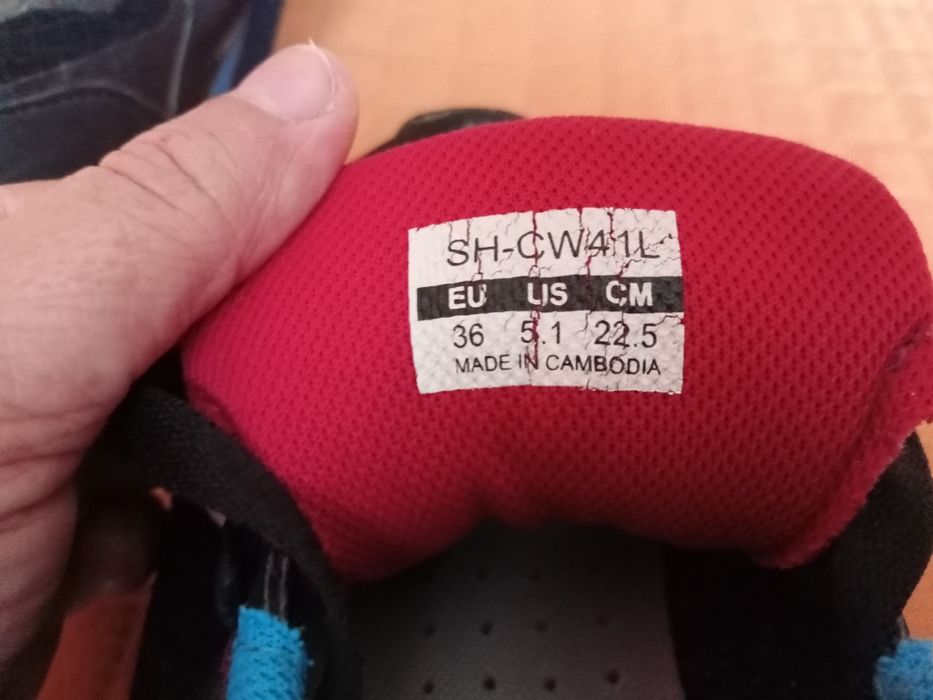 SH-CW41L
EU US CM
36 5.1 22.5
MADE IN CAMBODIA